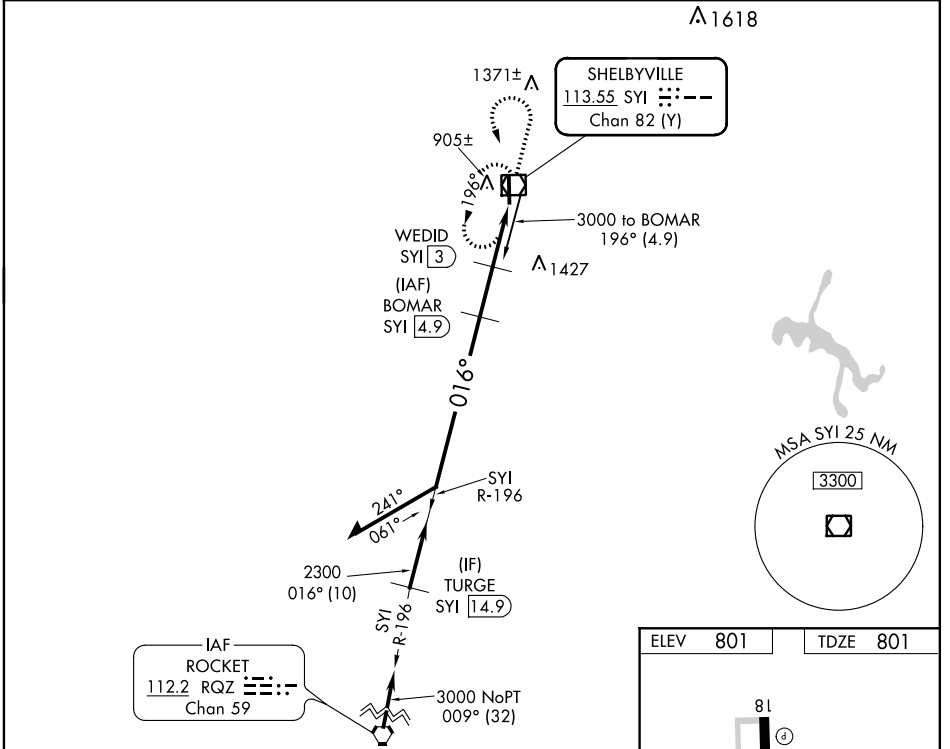 1618
1371±
SHELBYVILLE
113.55 SYI
Chan 82 (Y)
905±
196°
3000 to BOMAR
196° (4.9)
WEDID
SYI 3
1427
(IAF)
BOMAR
SYI 4.9
016°
MSA SYI 25 NM
3300
SYI
R-196
241°
061°
2300
016° (10)
(IF)
TURGE
SYI 14.9
SYI
R-196
IAF
ROCKET
112.2 RQZ
Chan 59
3000 NoPT
009° (32)
ELEV 801
TDZE 801
18
P